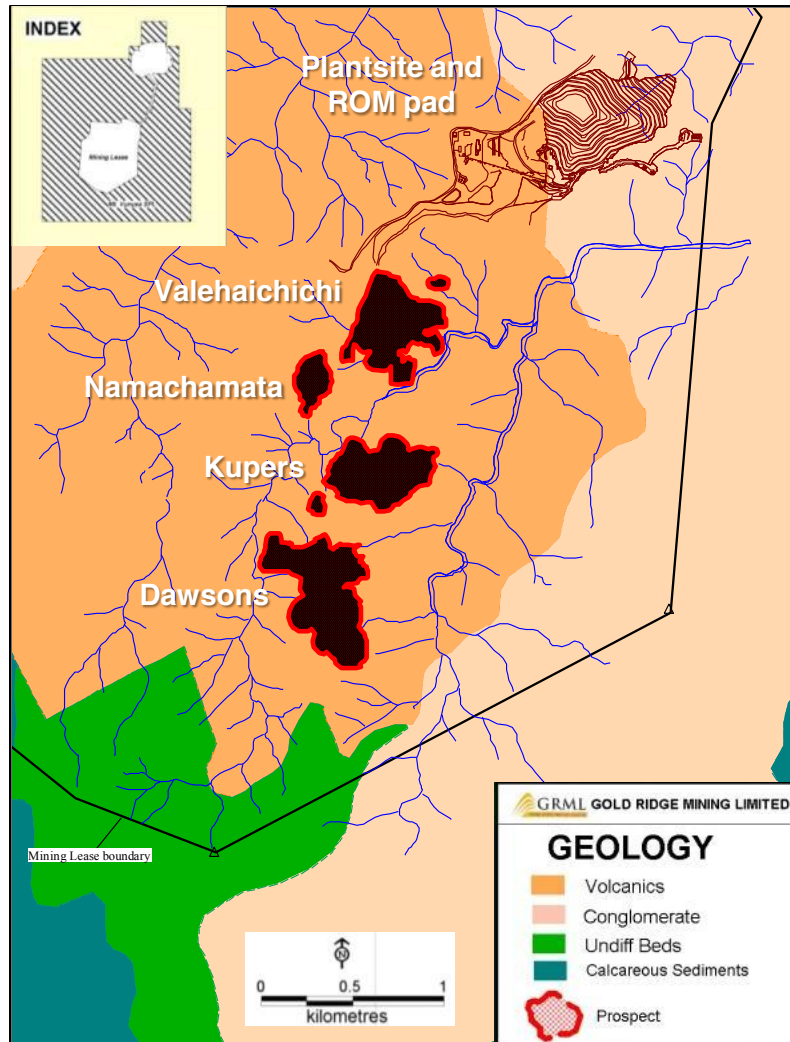 INDEX
Mining Lease
Plantsite and
ROM pad
Valehaichichi
Namachamata
Kupers
Dawsons
Mining Lease boundary
N
0 0.5 1
kilometres
GRML GOLD RIDGE MINING LIMITED
GEOLOGY
Volcanics
Conglomerate
Undiff Beds
Calcareous Sediments
Prospect